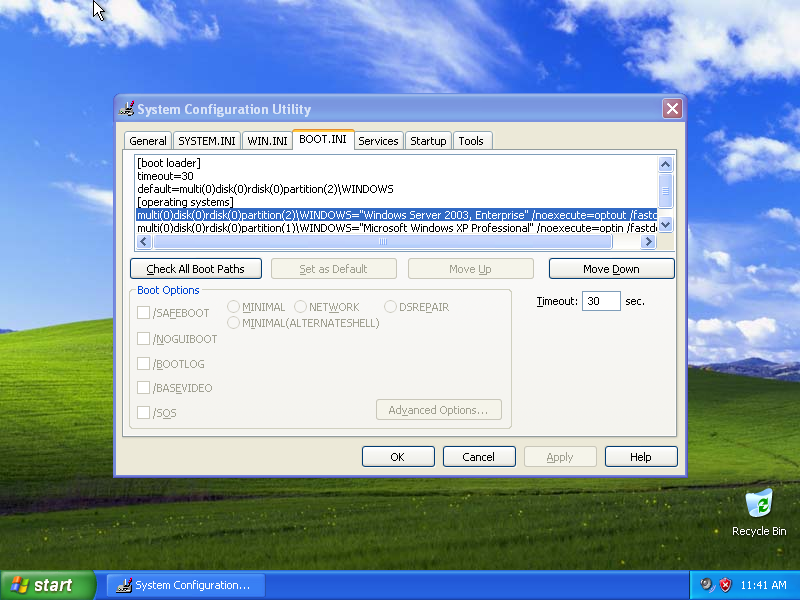 System Configuration Utility
General SYSTEM.INI WIN.INI BOOT.INI Services Startup Tools
[boot loader]
timeout=30
default=multi(0)disk(0)rdisk(0)partition(2)\WINDOWS
[operating systems]
multi(0)disk(0)rdisk(0)partition(2)\WINDOWS="Windows Server 2003, Enterprise" /noexecute=optout /fastd
multi(0)disk(0)rdisk(0)partition(1)\WINDOWS="Microsoft Windows XP Professional" /noexecute=optin /fastde
Check All Boot Paths Set as Default Move Up Move Down
Boot Options
Timeout: 30 sec.
/SAFEBOOT MINIMAL NETWORK DSREPAIR
MINIMAL(ALTERNATESHELL)
/NOGUIBOOT
/BOOTLOG
/BASEVIDEO
/SOS
Advanced Options...
OK Cancel Apply Help
Recycle Bin
start System Configuration... 11:41 AM